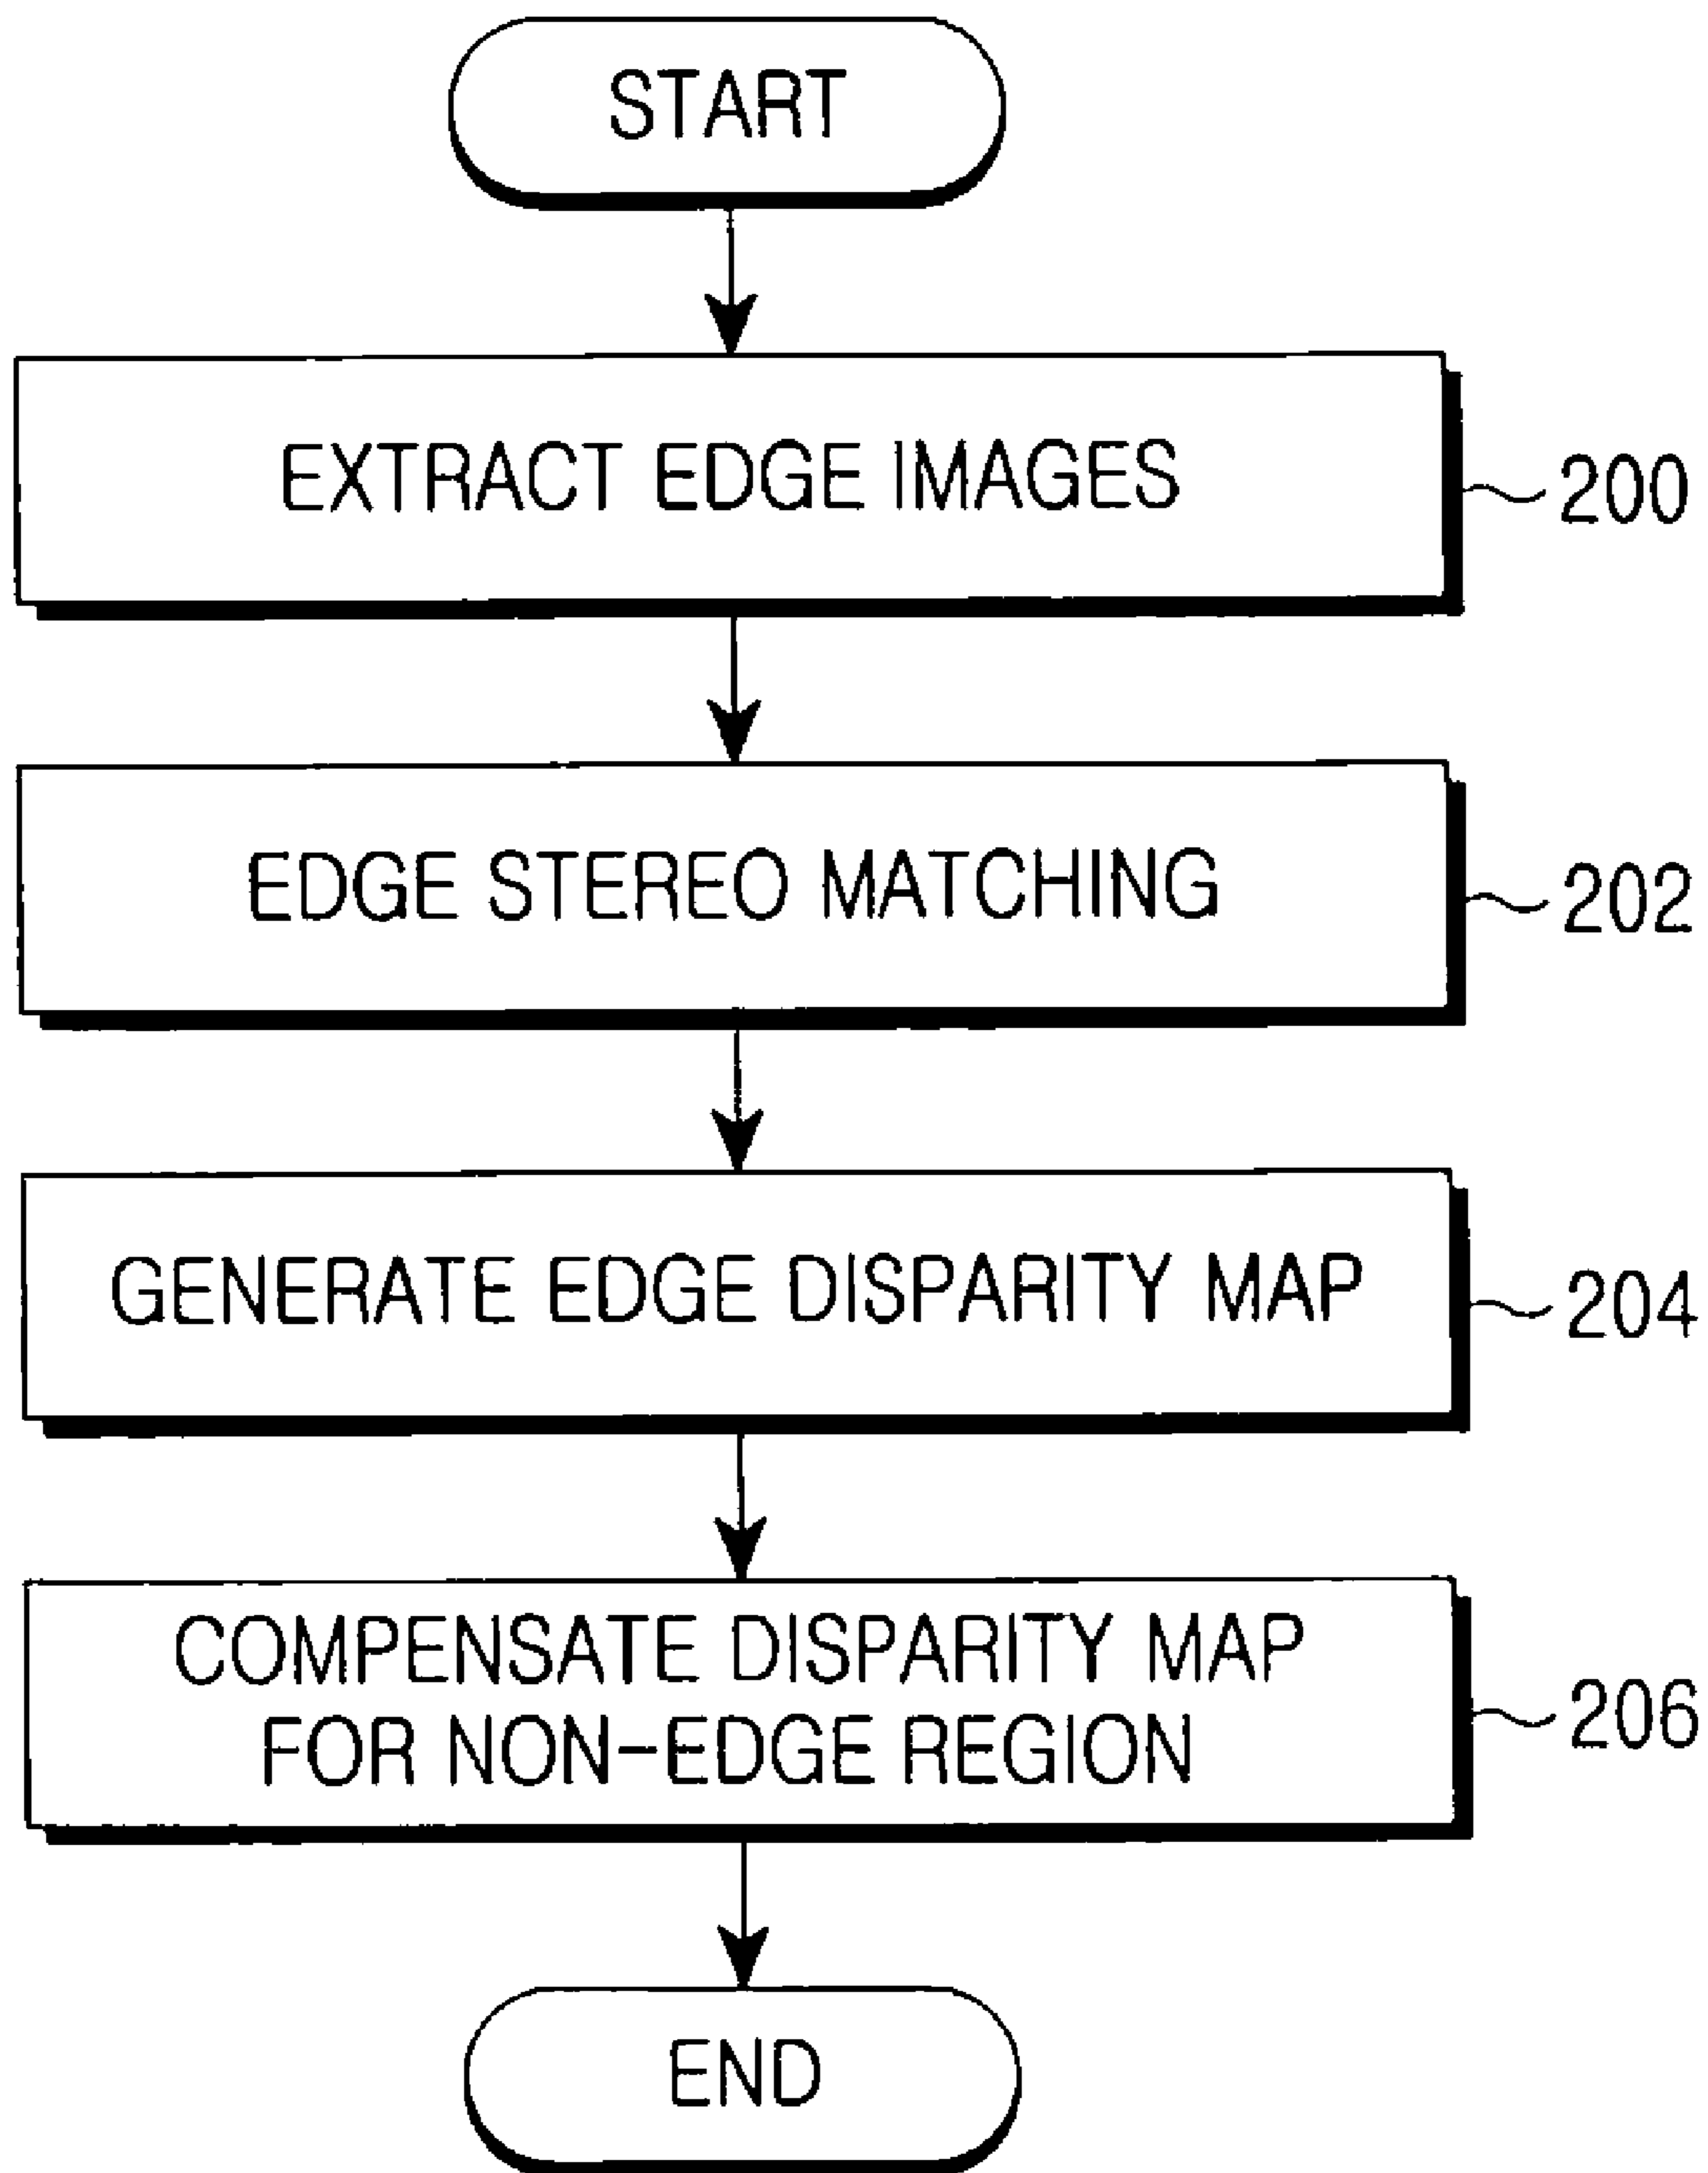 START
EXTRACT EDGE IMAGES
200
EDGE STEREO MATCHING
202
GENERATE EDGE DISPARITY MAP
204
COMPENSATE DISPARITY MAP
FOR NON-EDGE REGION
206
END